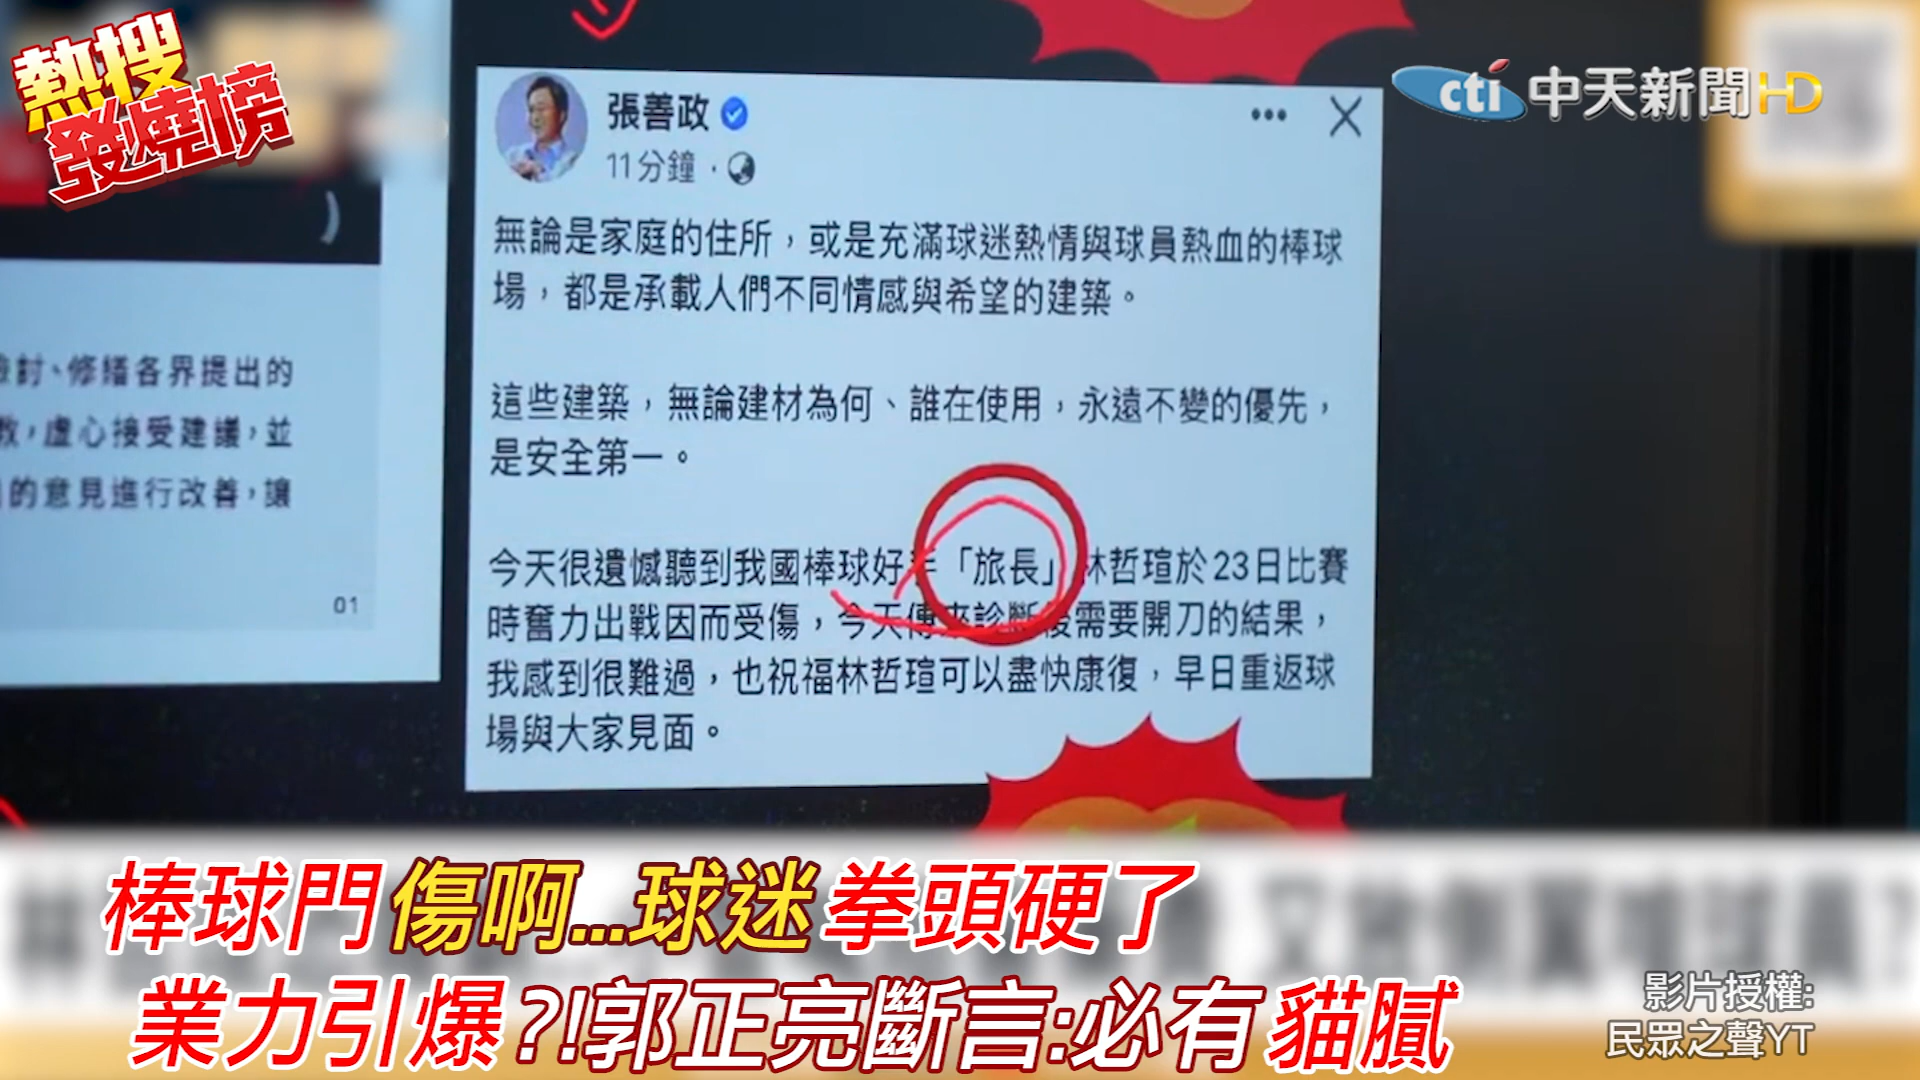 熱搜
發燒榜
cti 中天新聞HD
張善政
11分鐘
無論是家庭的住所，或是充滿球迷熱情與球員熱血的棒球
場，都是承載人們不同情感與希望的建築。
這些建築，無論建材為何、誰在使用，永遠不變的優先，
是安全第一。
今天很遺憾聽到我國棒球好手「旅長」林哲瑄於23日比賽
時奮力出戰因而受傷，今天傳來診斷後需要開刀的結果，
我感到很難過，也祝福林哲瑄可以盡快康復，早日重返球
場與大家見面。
討、修繕各界提出的
教，虛心接受建議，並
的意見進行改善，讓
01
棒球門傷啊...球迷拳頭硬了
業力引爆?!郭正亮斷言:必有貓膩
影片授權:
民眾之聲YT